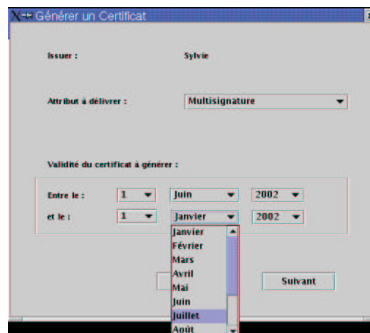 Générer un Certificat
Issuer : Sylvie
Attribut à délivrer : Multisignature
Validité du certificat à générer :
Entre le : 1 Juin 2002
et le : 1 Janvier 2002
Janvier
Février
Mars
Avril
Mai
Juin
Juillet
Août
Suivant